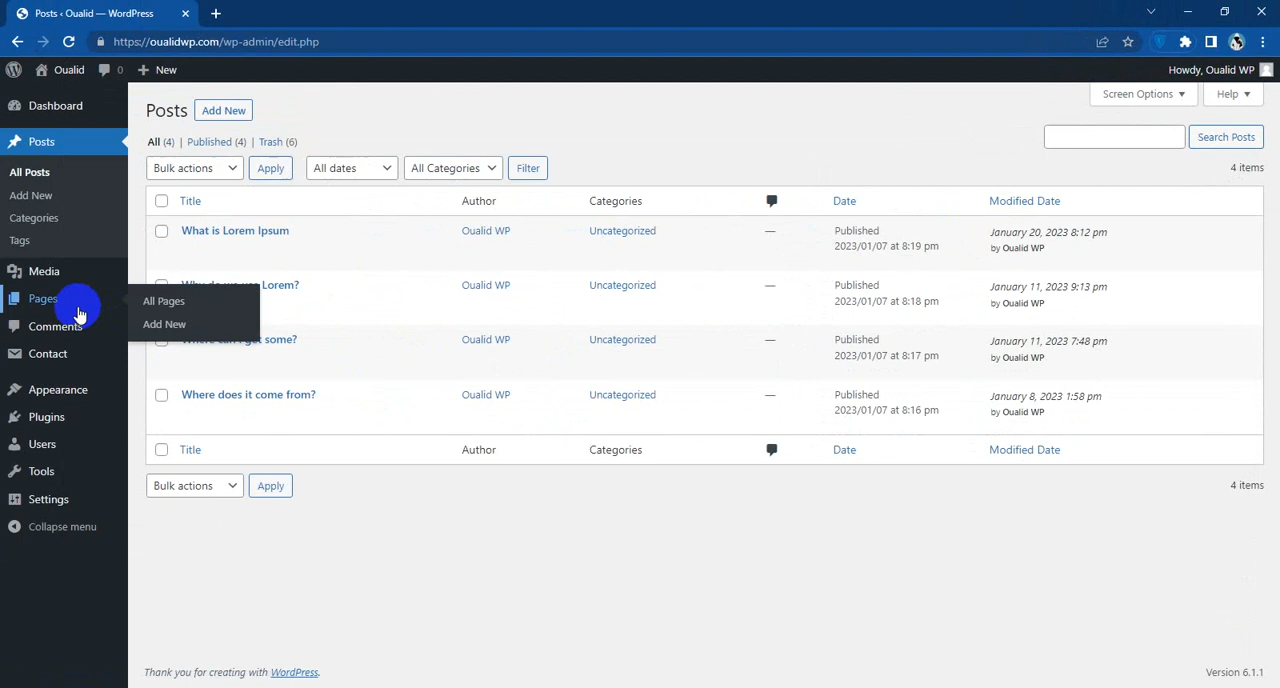 Posts ‹ Oualid — WordPress
https://oualidwp.com/wp-admin/edit.php
Oualid 0 New
Howdy, Oualid WP
Dashboard
Posts
All Posts
Add New
Categories
Tags
Media
Pages
All Pages
Add New
Comments
Contact
Appearance
Plugins
Users
Tools
Settings
Collapse menu
Posts Add New
Screen Options Help
All (4) | Published (4) | Trash (6)
Search Posts
Bulk actions Apply All dates All Categories Filter
4 items
Title Author Categories Date Modified Date
What is Lorem Ipsum Oualid WP Uncategorized — Published January 20, 2023 8:12 pm
2023/01/07 at 8:19 pm by Oualid WP
Why do we use Lorem? Oualid WP Uncategorized — Published January 11, 2023 9:13 pm
2023/01/07 at 8:18 pm by Oualid WP
Where can I get some? Oualid WP Uncategorized — Published January 11, 2023 7:48 pm
2023/01/07 at 8:17 pm by Oualid WP
Where does it come from? Oualid WP Uncategorized — Published January 8, 2023 1:58 pm
2023/01/07 at 8:16 pm by Oualid WP
Title Author Categories Date Modified Date
Bulk actions Apply
4 items
Thank you for creating with WordPress.
Version 6.1.1